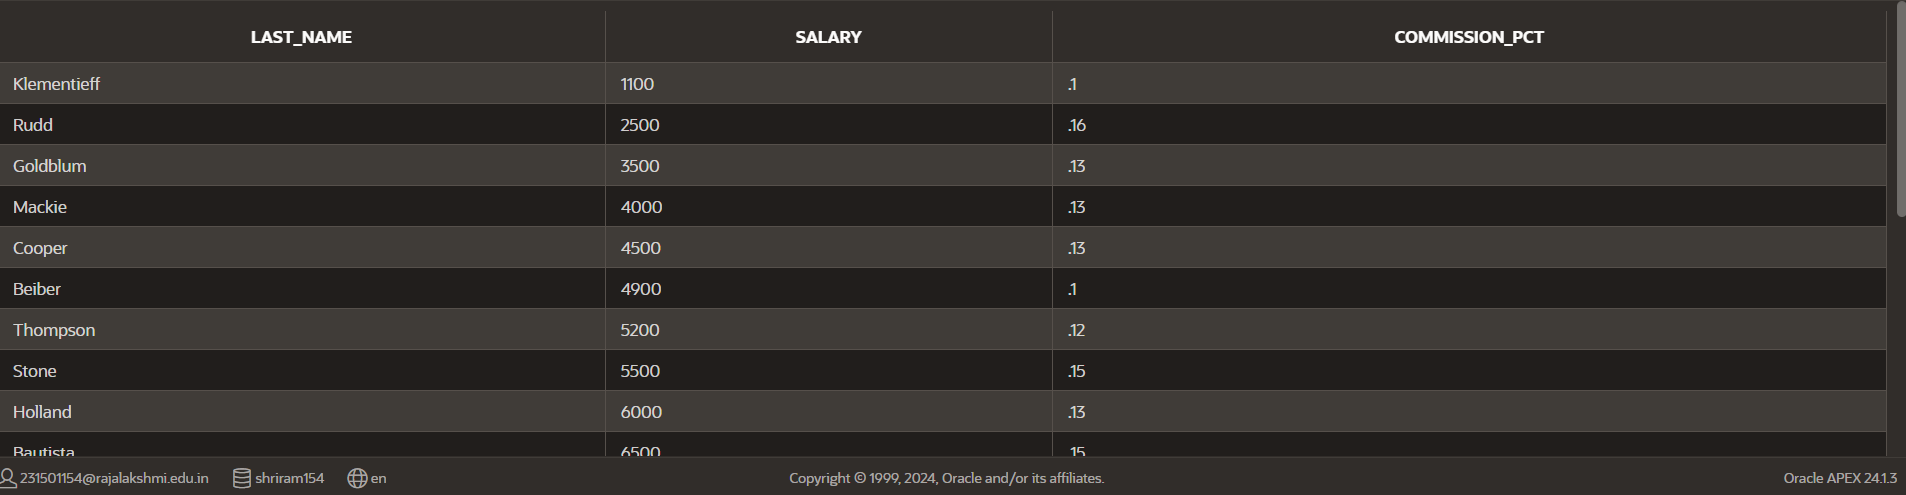 LAST_NAME SALARY COMMISSION_PCT
Klementieff 1100 .1
Rudd 2500 .16
Goldblum 3500 .13
Mackie 4000 .13
Cooper 4500 .13
Beiber 4900 .1
Thompson 5200 .12
Stone 5500 .15
Holland 6000 .13
Bautista 6500 .15
231501154@rajalakshmi.edu.in shriram154 en Copyright © 1999, 2024, Oracle and/or its affiliates. Oracle APEX 24.1.3